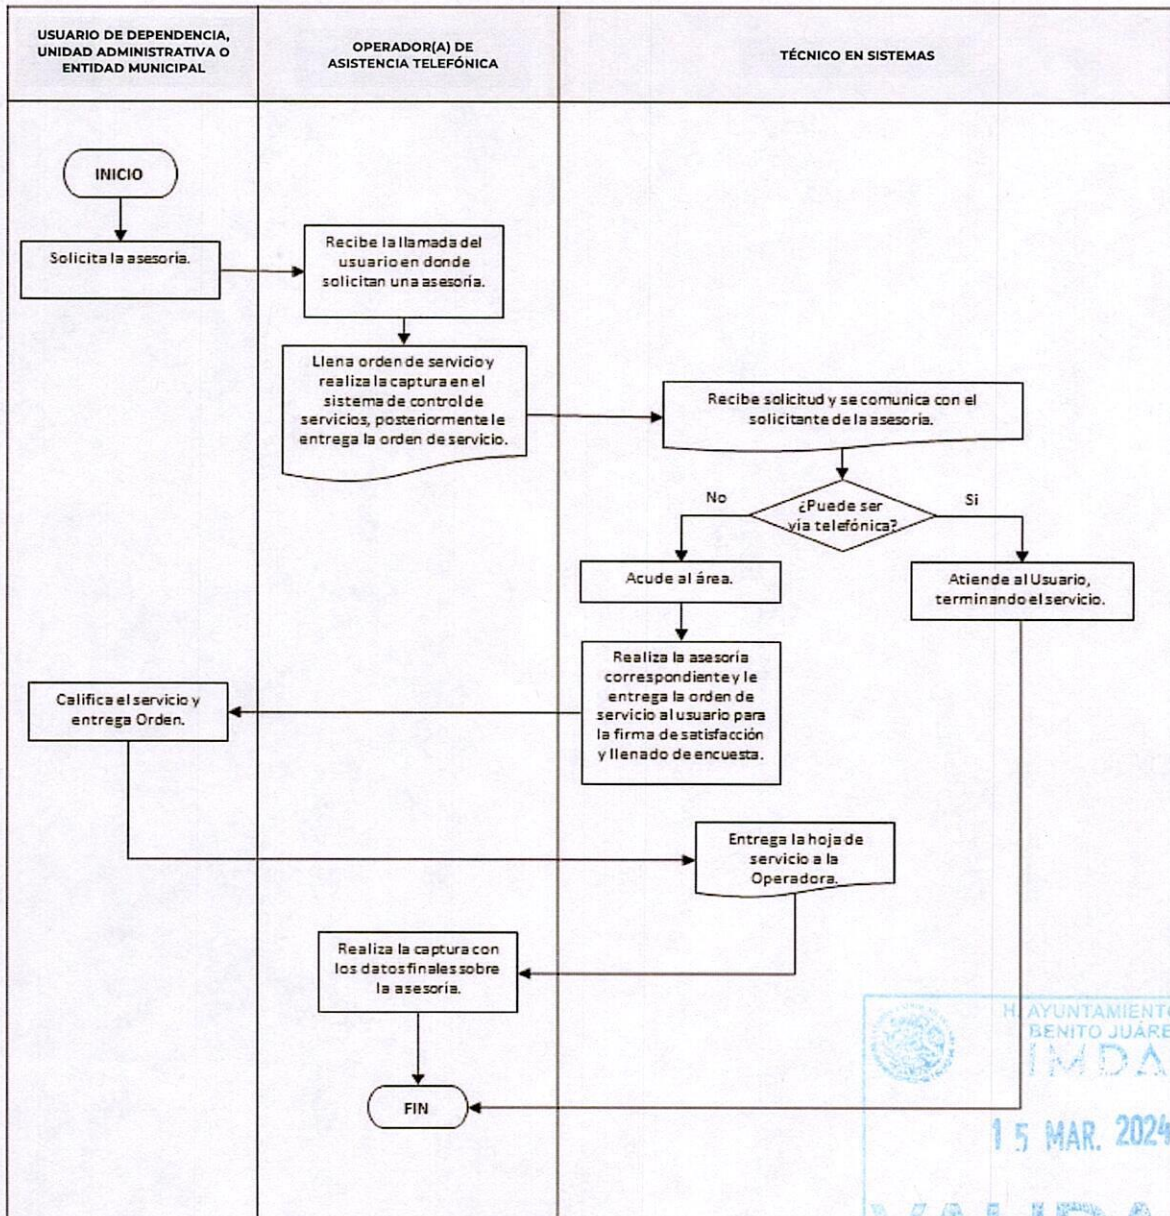 USUARIO DE DEPENDENCIA,
UNIDAD ADMINISTRATIVA O
ENTIDAD MUNICIPAL
OPERADOR(A) DE
ASISTENCIA TELEFÓNICA
TÉCNICO EN SISTEMAS
INICIO
Solicita la asesoría.
Recibe la llamada del
usuario en donde
solicitan una asesoría.
Llena orden de servicio y
realiza la captura en el
sistema de control de
servicios, posteriormente le
entrega la orden de servicio.
Recibe solicitud y se comunica con el
solicitante de la asesoría.
¿Puede ser
vía telefónica?
No
Si
Acude al área.
Atiende al Usuario,
terminando el servicio.
Realiza la asesoría
correspondiente y le
entrega la orden de
servicio al usuario para
la firma de satisfacción
y llenado de encuesta.
Califica el servicio y
entrega Orden.
Entrega la hoja de
servicio a la
Operadora.
Realiza la captura con
los datos finales sobre
la asesoría.
FIN
H. AYUNTAMIENTO
BENITO JUÁRE
IMDA
15 MAR. 2024